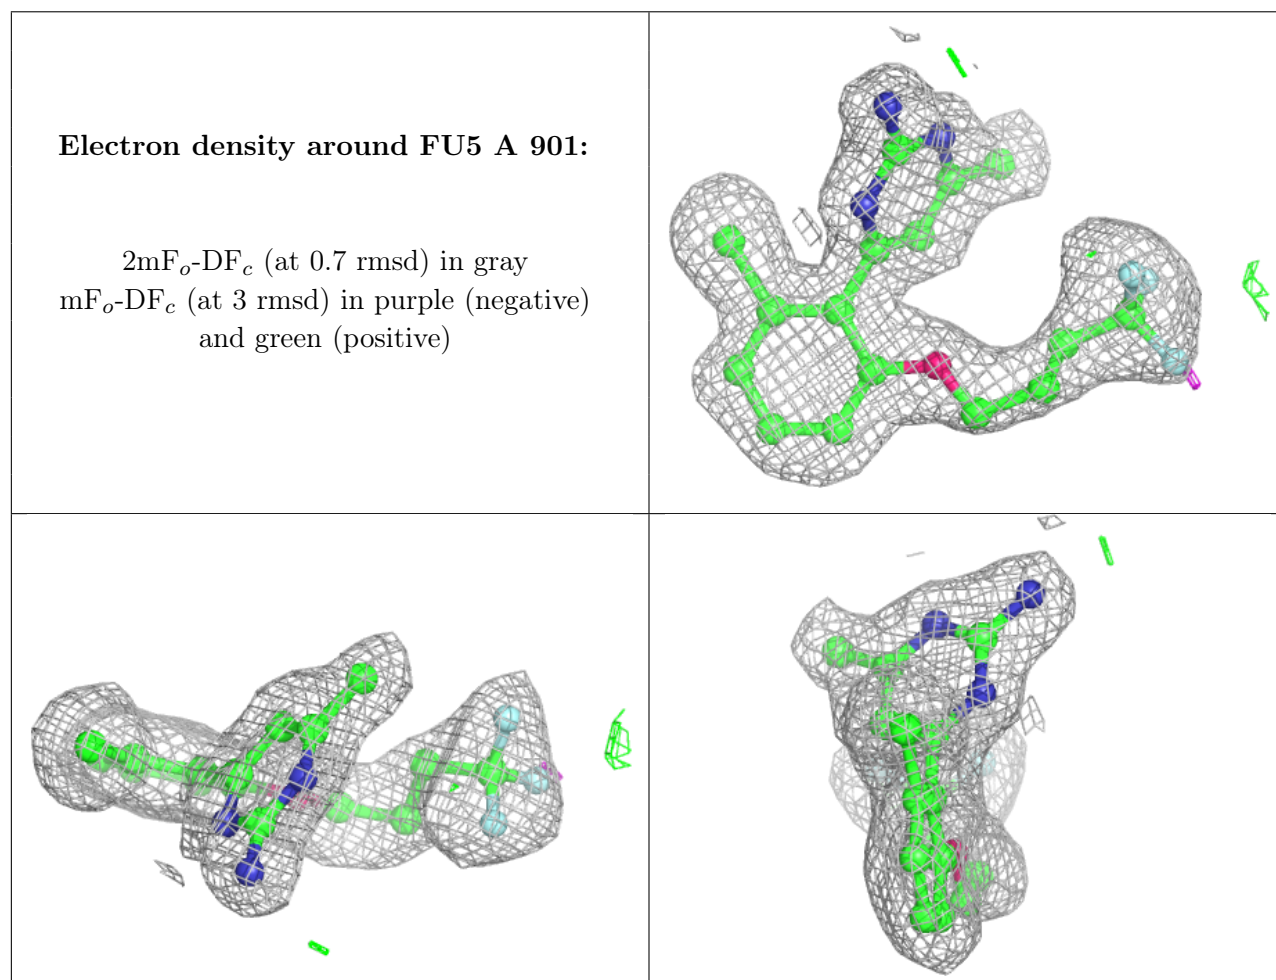 Electron density around FU5 A 901:
2mFo-DFc (at 0.7 rmsd) in gray
mFo-DFc (at 3 rmsd) in purple (negative)
and green (positive)